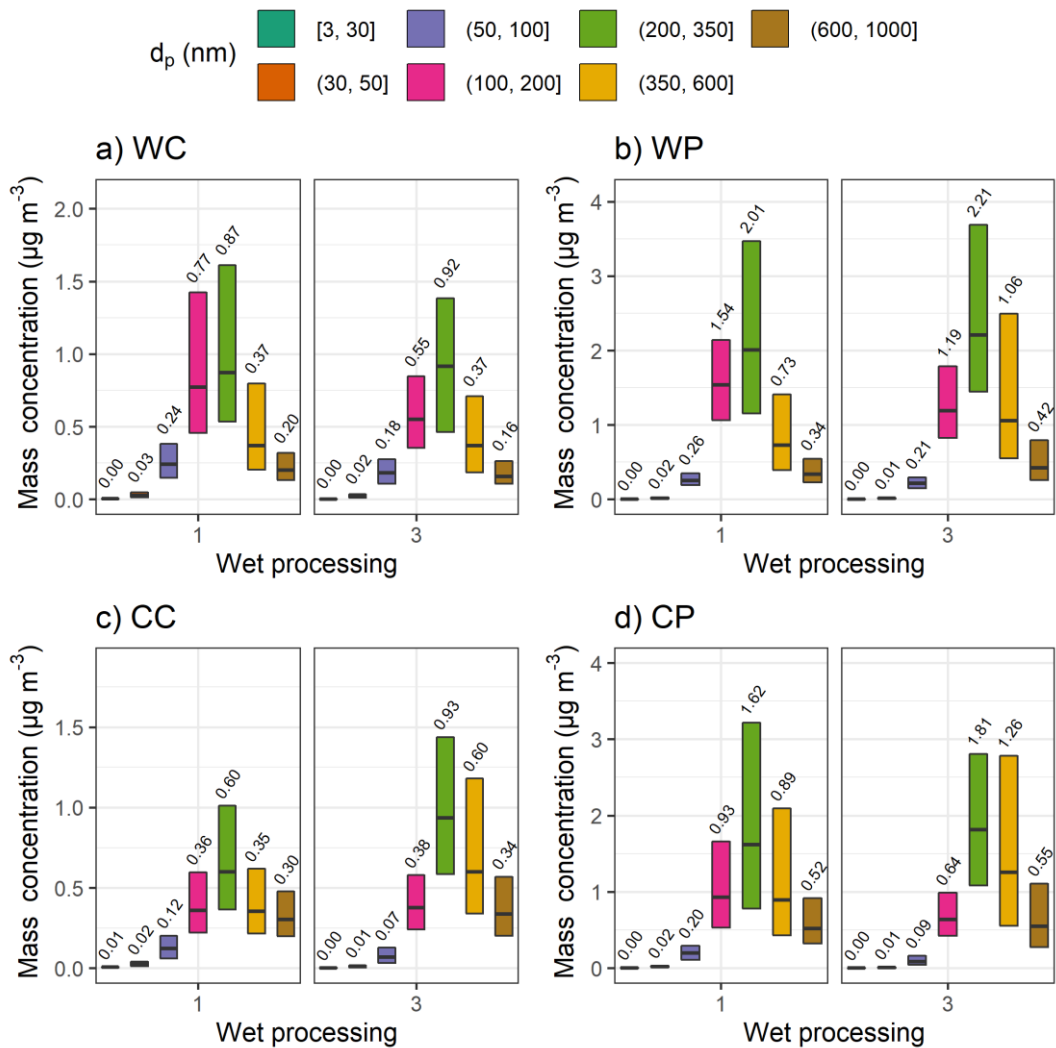 dp (nm)
[3, 30] (50, 100] (200, 350] (600, 1000]
(30, 50] (100, 200] (350, 600]
a) WC
Mass concentration (µg m⁻³)
2.0
1.5
1.0
0.5
0.0
0.00 0.03 0.24 0.77 0.87 0.37 0.20
0.00 0.02 0.18 0.55 0.92 0.37 0.16
1 3
Wet processing
b) WP
Mass concentration (µg m⁻³)
4
3
2
1
0
0.00 0.02 0.26 1.54 2.01 0.73 0.34
0.00 0.01 0.21 1.19 2.21 1.06 0.42
1 3
Wet processing
c) CC
Mass concentration (µg m⁻³)
1.5
1.0
0.5
0.0
0.01 0.02 0.12 0.36 0.60 0.35 0.30
0.00 0.01 0.07 0.38 0.93 0.60 0.34
1 3
Wet processing
d) CP
Mass concentration (µg m⁻³)
4
3
2
1
0
0.00 0.02 0.20 0.93 1.62 0.89 0.52
0.00 0.01 0.09 0.64 1.81 1.26 0.55
1 3
Wet processing